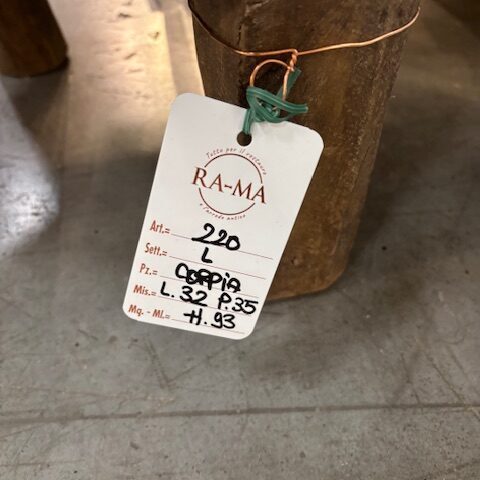 Tutto per il restauro
RA-MA
e l'arredo antico
Art.= 220
Sett.= L
Pz.= COPPIA
Mis.= L. 32 P. 35
Mq. - Ml.= H. 93